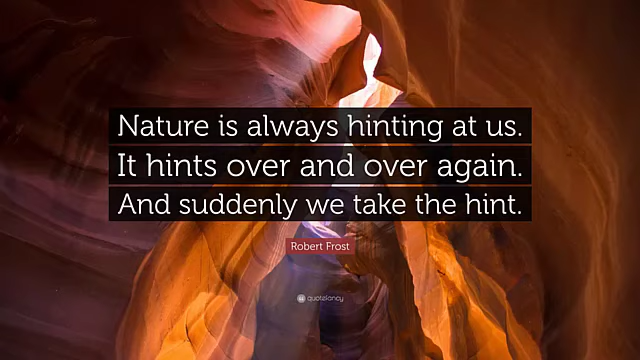 Nature is always hinting at us.
It hints over and over again.
And suddenly we take the hint.
Robert Frost
quotefancy